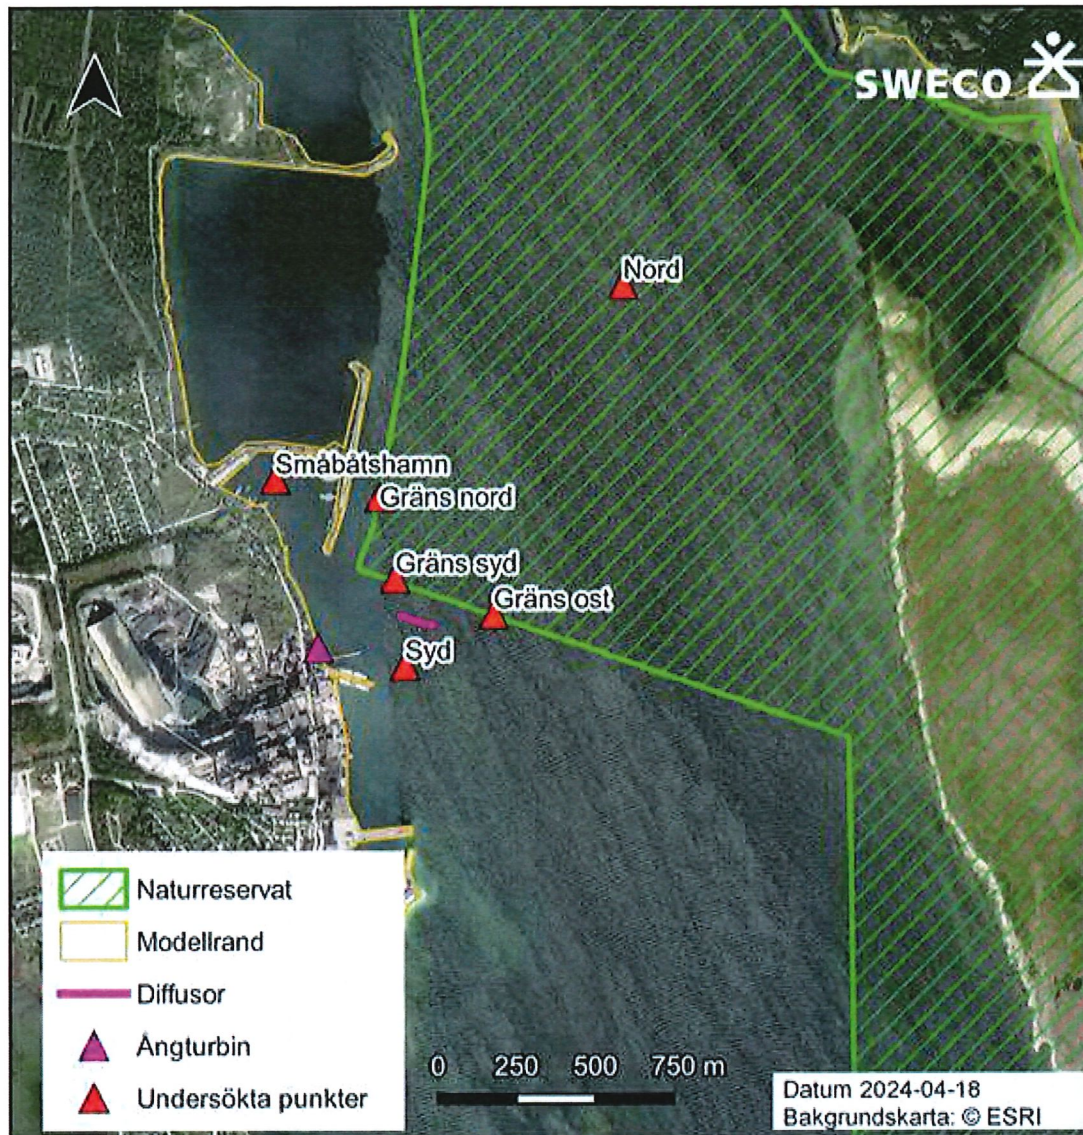 SWECO
Nord
Småbåtshamn
Gräns nord
Gräns syd
Gräns ost
Syd
Naturreservat
Modellrand
Diffusor
Ångturbin
Undersökta punkter
0 250 500 750 m
Datum 2024-04-18
Bakgrundskarta: © ESRI